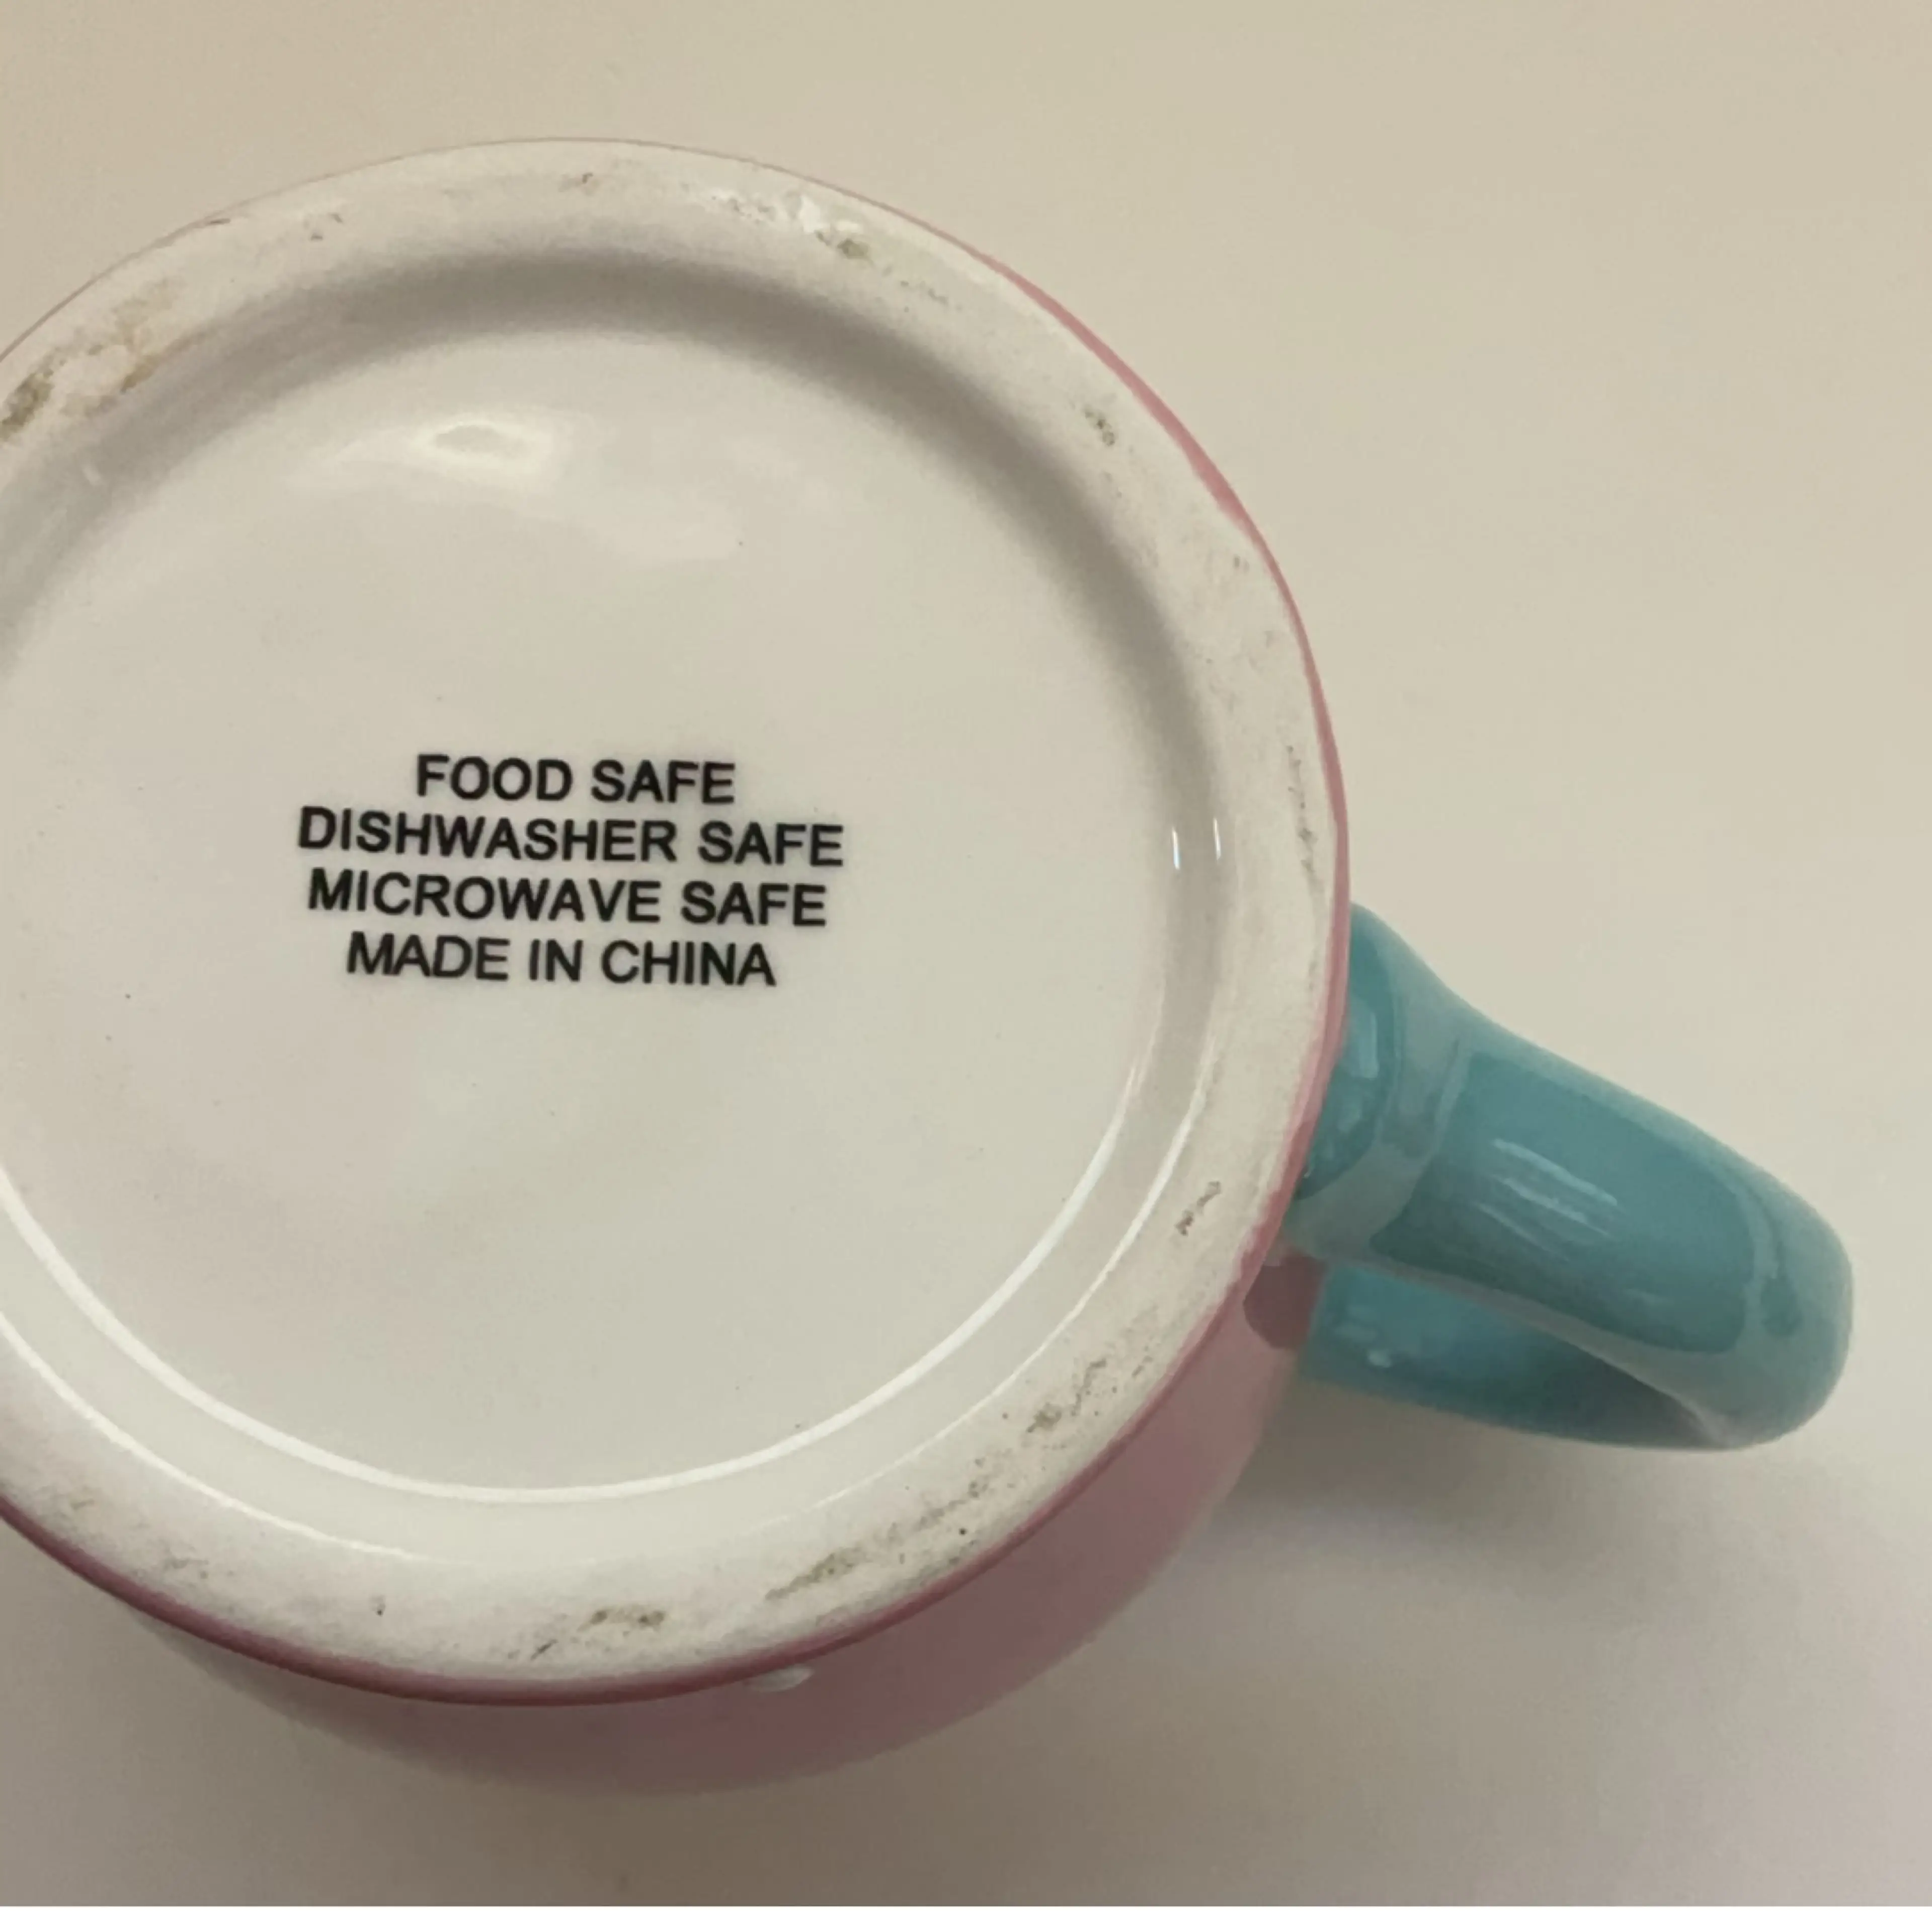 FOOD SAFE
DISHWASHER SAFE
MICROWAVE SAFE
MADE IN CHINA